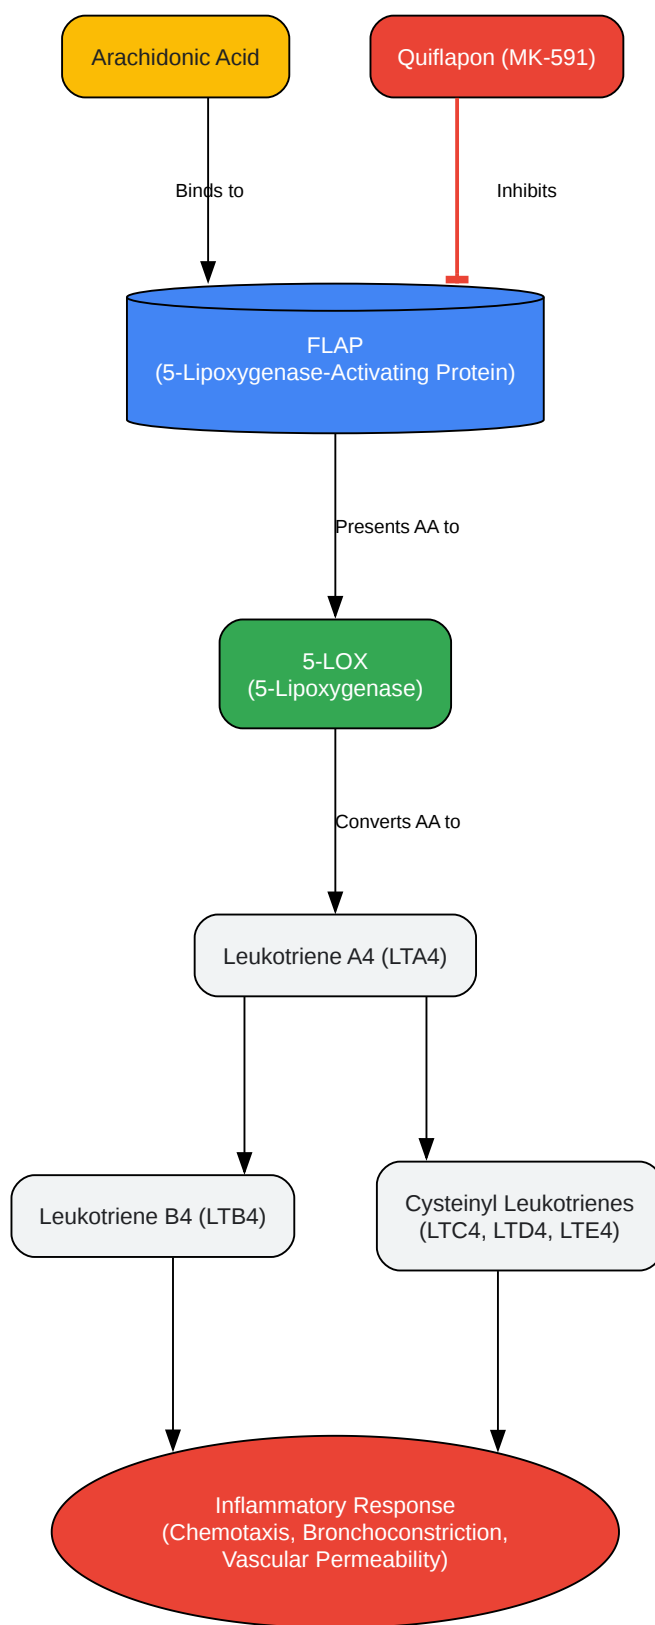 Arachidonic Acid
Quiflapon (MK-591)
Binds to
Inhibits
FLAP
(5-Lipoxygenase-Activating Protein)
Presents AA to
5-LOX
(5-Lipoxygenase)
Converts AA to
Leukotriene A4 (LTA4)
Leukotriene B4 (LTB4)
Cysteinyl Leukotrienes
(LTC4, LTD4, LTE4)
Inflammatory Response
(Chemotaxis, Bronchoconstriction,
Vascular Permeability)